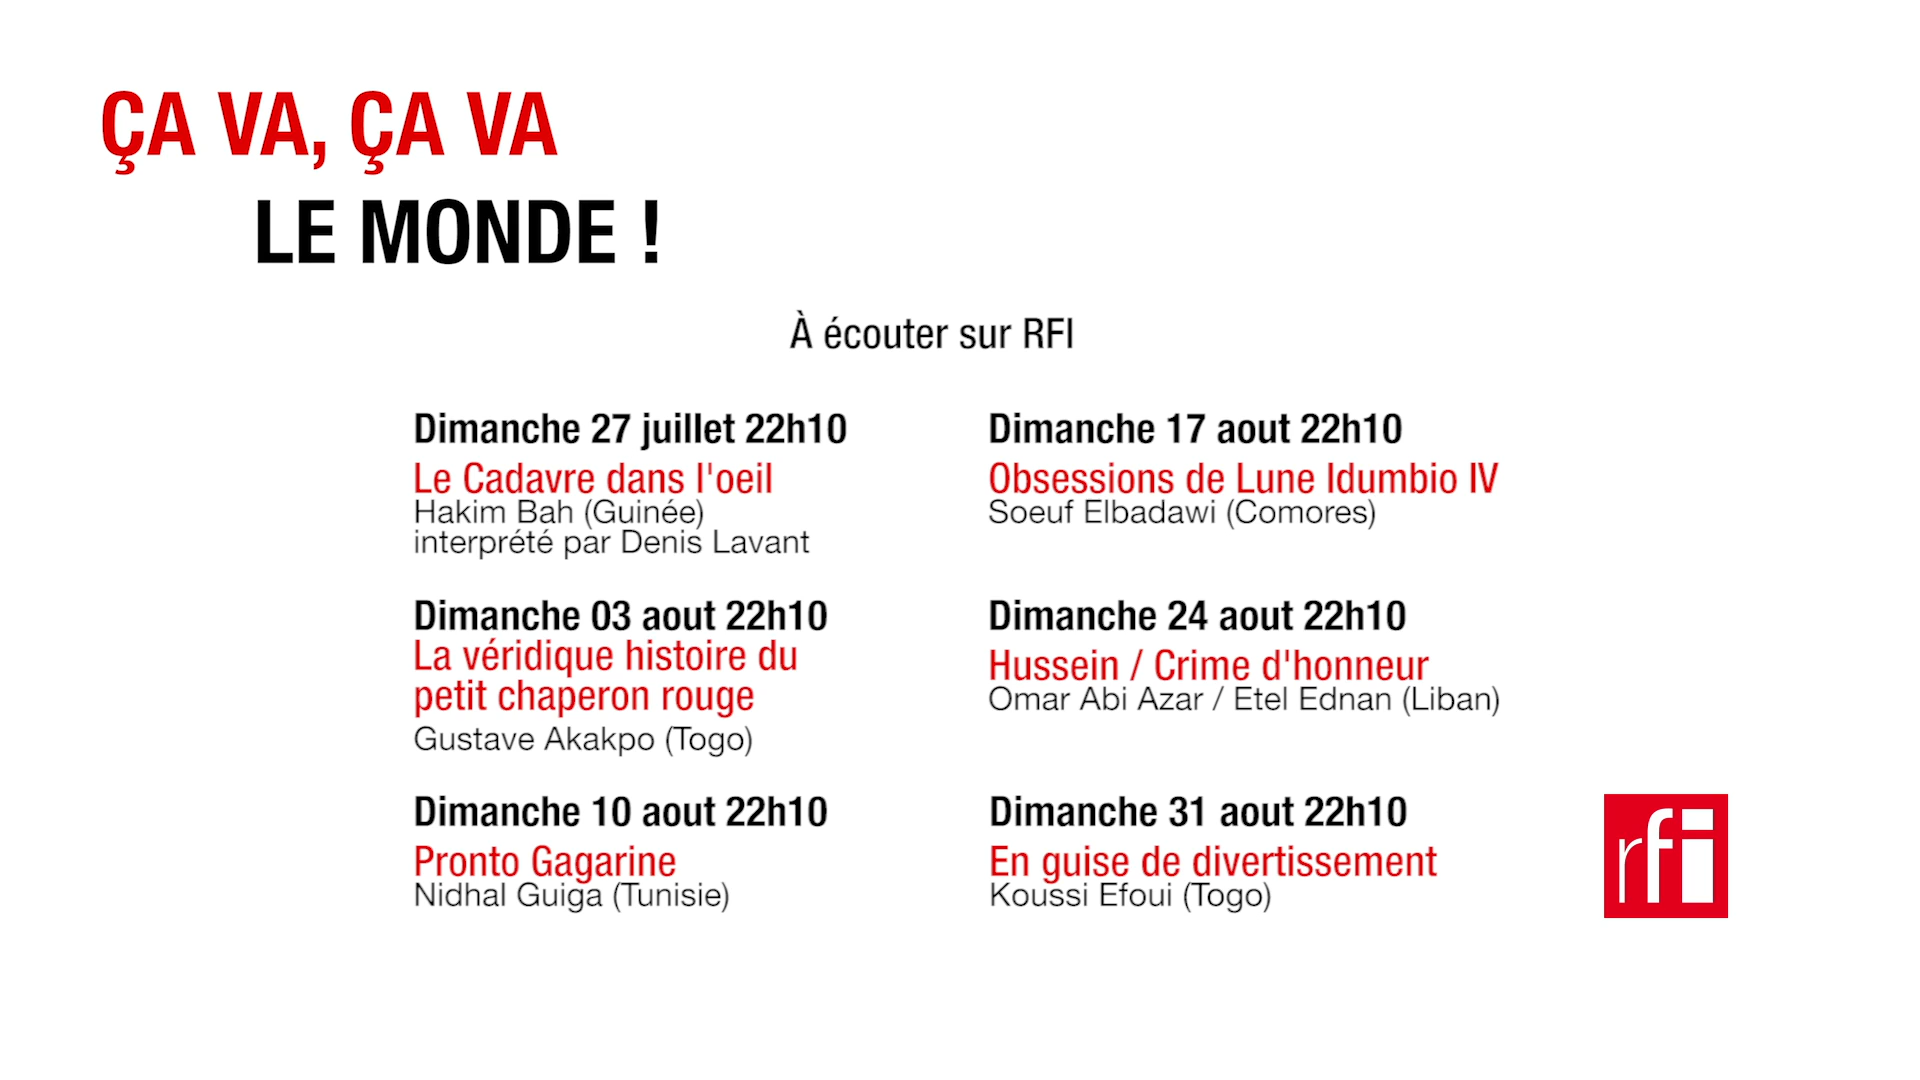 ÇA VA, ÇA VA
LE MONDE !
À écouter sur RFI
Dimanche 27 juillet 22h10
Le Cadavre dans l'oeil
Hakim Bah (Guinée)
interprété par Denis Lavant
Dimanche 03 aout 22h10
La véridique histoire du
petit chaperon rouge
Gustave Akakpo (Togo)
Dimanche 10 aout 22h10
Pronto Gagarine
Nidhal Guiga (Tunisie)
Dimanche 17 aout 22h10
Obsessions de Lune Idumbio IV
Soeuf Elbadawi (Comores)
Dimanche 24 aout 22h10
Hussein / Crime d'honneur
Omar Abi Azar / Etel Ednan (Liban)
Dimanche 31 aout 22h10
En guise de divertissement
Koussi Efoui (Togo)
rfi